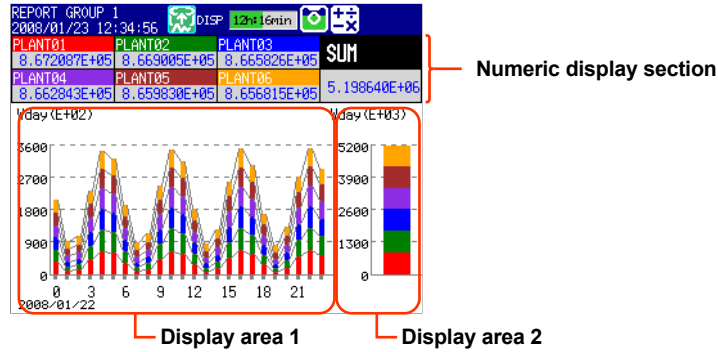 REPORT GROUP 1
2008/01/23 12:34:56 DISP 12h:16min
PLANT01 PLANT02 PLANT03 SUM
8.672087E+05 8.669005E+05 8.665826E+05
PLANT04 PLANT05 PLANT06
8.662843E+05 8.659830E+05 8.656815E+05 5.198640E+06
Numeric display section
Wday(E+02) Wday(E+03)
3600 5200
2700 3900
1800 2600
900 1300
0 0
0 3 6 9 12 15 18 21
2008/01/22
Display area 1 Display area 2